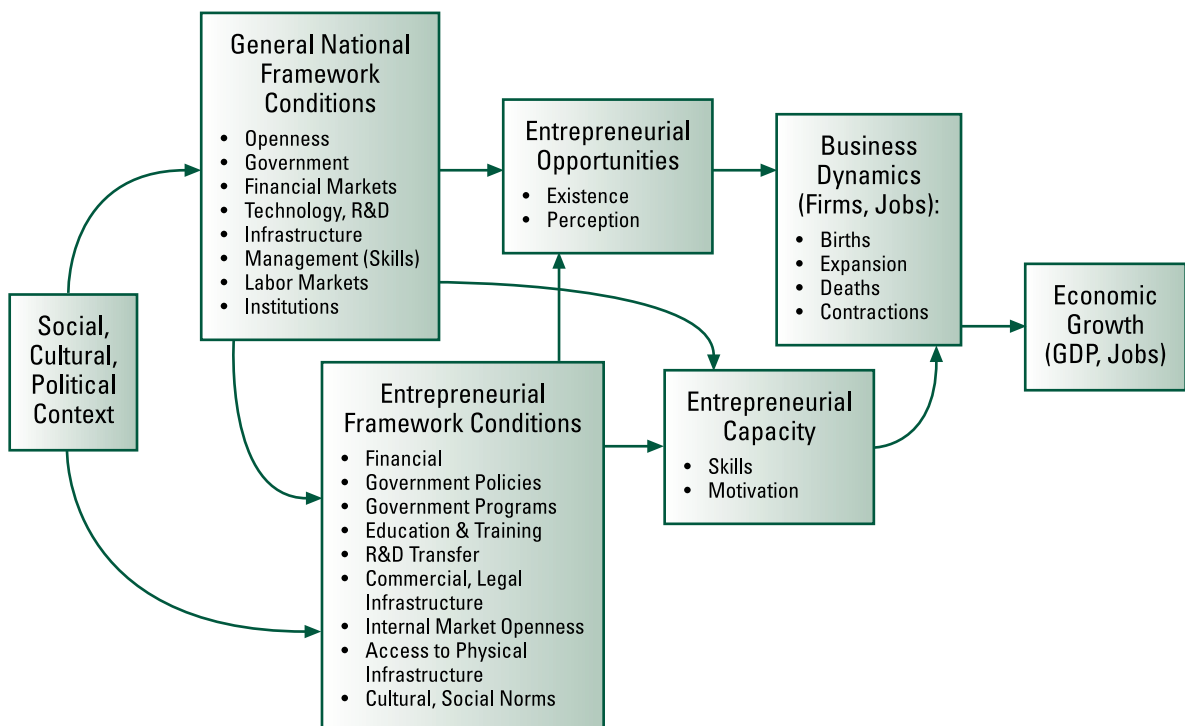 Social,
Cultural,
Political
Context
General National
Framework
Conditions
• Openness
• Government
• Financial Markets
• Technology, R&D
• Infrastructure
• Management (Skills)
• Labor Markets
• Institutions
Entrepreneurial
Framework Conditions
• Financial
• Government Policies
• Government Programs
• Education & Training
• R&D Transfer
• Commercial, Legal
Infrastructure
• Internal Market Openness
• Access to Physical
Infrastructure
• Cultural, Social Norms
Entrepreneurial
Opportunities
• Existence
• Perception
Entrepreneurial
Capacity
• Skills
• Motivation
Business
Dynamics
(Firms, Jobs):
• Births
• Expansion
• Deaths
• Contractions
Economic
Growth
(GDP, Jobs)